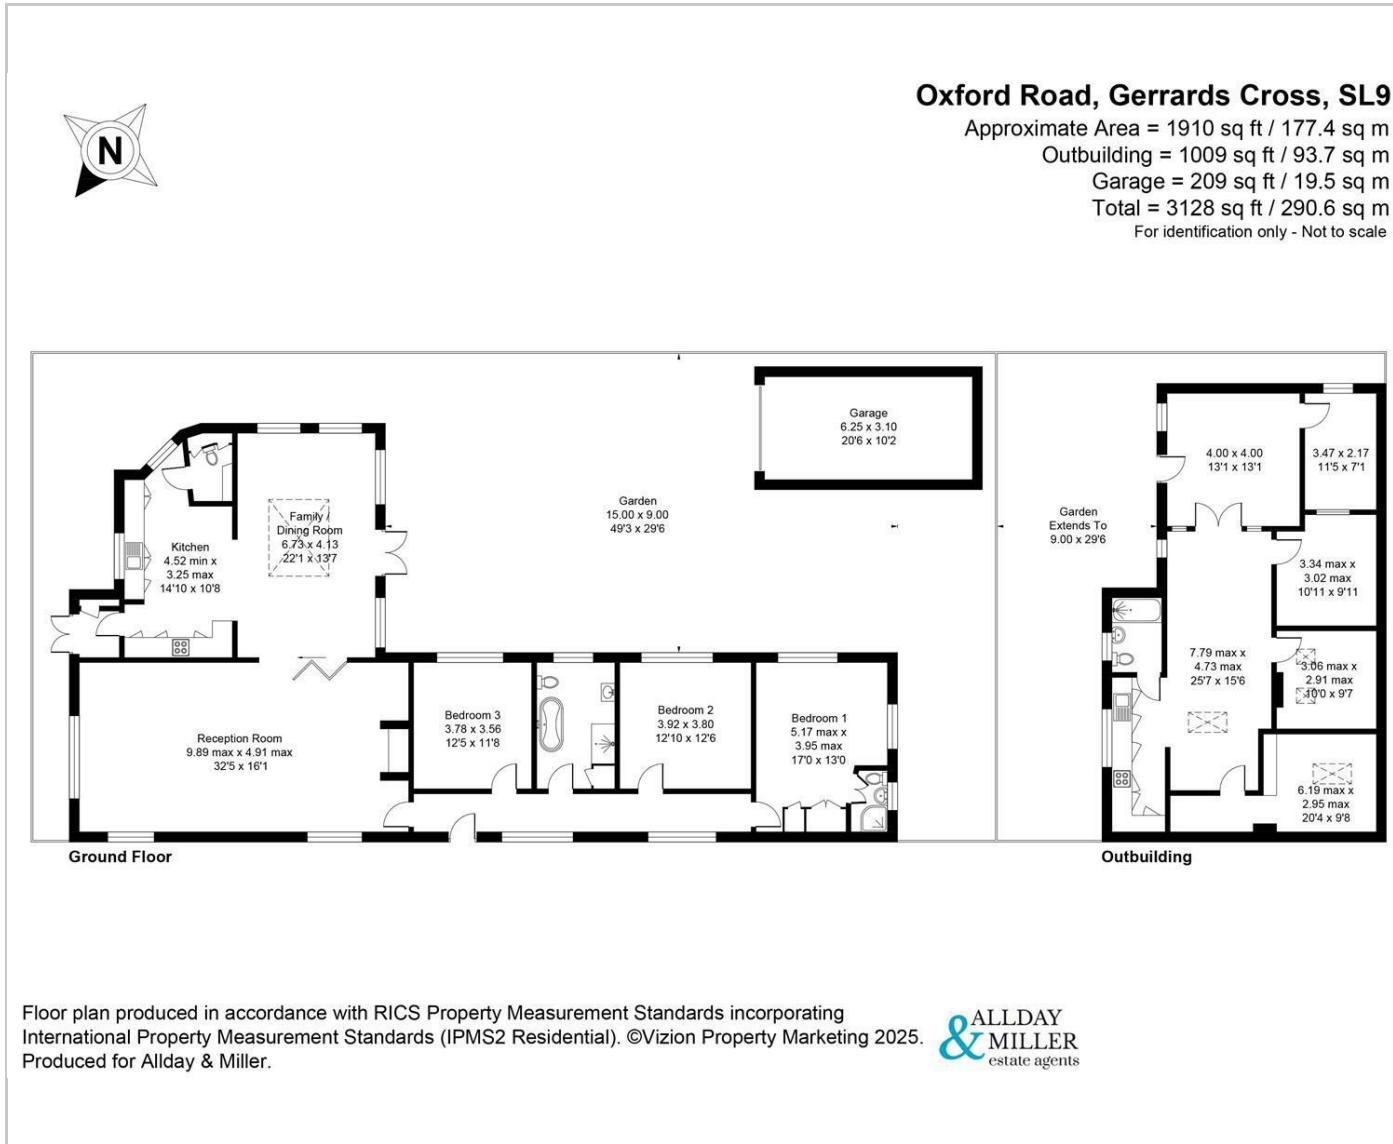 N
Oxford Road, Gerrards Cross, SL9
Approximate Area = 1910 sq ft / 177.4 sq m
Outbuilding = 1009 sq ft / 93.7 sq m
Garage = 209 sq ft / 19.5 sq m
Total = 3128 sq ft / 290.6 sq m
For identification only - Not to scale
Garage
6.25 x 3.10
20'6 x 10'2
Garden
15.00 x 9.00
49'3 x 29'6
Family /
Dining Room
6.73 x 4.13
22'1 x 13'7
Kitchen
4.52 min x
3.25 max
14'10 x 10'8
Reception Room
9.89 max x 4.91 max
32'5 x 16'1
Bedroom 3
3.78 x 3.56
12'5 x 11'8
Bedroom 2
3.92 x 3.80
12'10 x 12'6
Bedroom 1
5.17 max x
3.95 max
17'0 x 13'0
Ground Floor
Garden
Extends To
9.00 x 29'6
4.00 x 4.00
13'1 x 13'1
3.47 x 2.17
11'5 x 7'1
3.34 max x
3.02 max
10'11 x 9'11
7.79 max x
4.73 max
25'7 x 15'6
3.06 max x
2.91 max
10'0 x 9'7
6.19 max x
2.95 max
20'4 x 9'8
Outbuilding
Floor plan produced in accordance with RICS Property Measurement Standards incorporating
International Property Measurement Standards (IPMS2 Residential). ©Vizion Property Marketing 2025.
Produced for Allday & Miller.
ALLDAY
& MILLER
estate agents